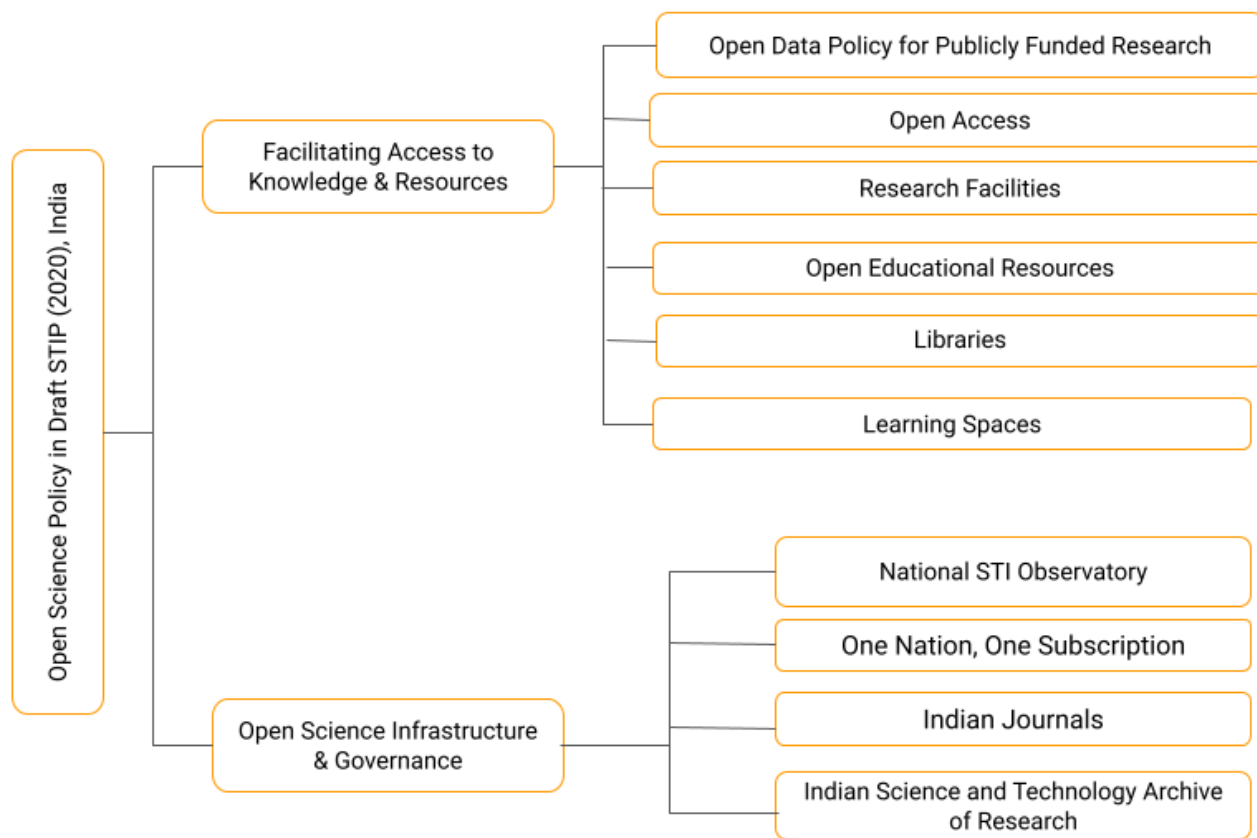 Open Science Policy in Draft STIP (2020), India
Facilitating Access to
Knowledge & Resources
Open Data Policy for Publicly Funded Research
Open Access
Research Facilities
Open Educational Resources
Libraries
Learning Spaces
Open Science Infrastructure
& Governance
National STI Observatory
One Nation, One Subscription
Indian Journals
Indian Science and Technology Archive
of Research